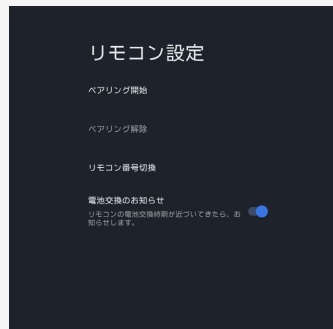 リモコン設定
ペアリング開始
ペアリング解除
リモコン番号切換
電池交換のお知らせ
リモコンの電池交換時期が近づいてきたら、お
知らせします。